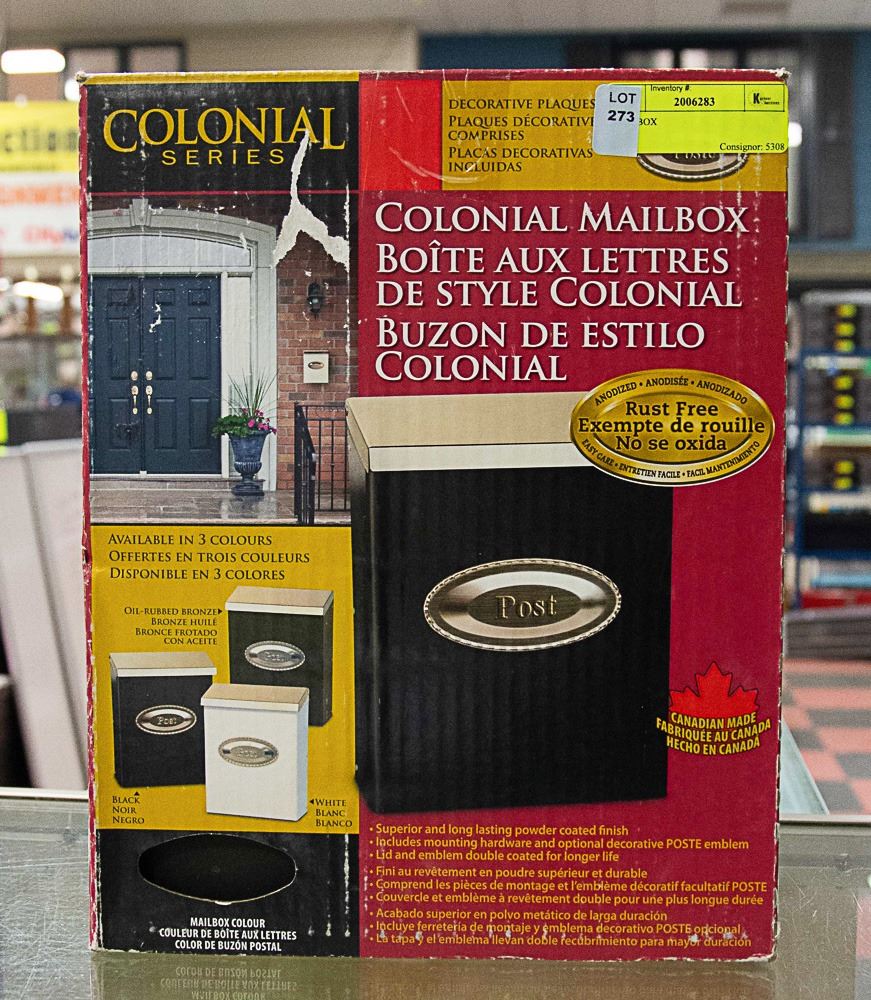 COLONIAL
SERIES
DECORATIVE PLAQUES
PLAQUES DÉCORATIVE
COMPRISES
PLACAS DECORATIVAS
INCLUIDAS
LOT
273
Inventory #:
2006283
BOX
Consignor: 5308
COLONIAL MAILBOX
BOÎTE AUX LETTRES
DE STYLE COLONIAL
BUZON DE ESTILO
COLONIAL
ANODIZED • ANODISÉE • ANODIZADO
Rust Free
Exempte de rouille
No se oxida
EASY CARE • ENTRETIEN FACILE • FACIL MANTENIMIENTO
Post
AVAILABLE IN 3 COLOURS
OFFERTES EN TROIS COULEURS
DISPONIBLE EN 3 COLORES
OIL-RUBBED BRONZE
BRONZE HUILÉ
BRONCE FROTADO
CON ACEITE
Post
Post
BLACK
NOIR
NEGRO
WHITE
BLANC
BLANCO
CANADIAN MADE
FABRIQUÉE AU CANADA
HECHO EN CANADÁ
• Superior and long lasting powder coated finish
• Includes mounting hardware and optional decorative POSTE emblem
• Lid and emblem double coated for longer life
• Fini au revêtement en poudre supérieur et durable
• Comprend les pièces de montage et l'emblème décoratif facultatif POSTE
• Couvercle et emblème à revêtement double pour une plus longue durée
• Acabado superior en polvo metático de larga duración
• Incluye ferretería de montaje y emblema decorativo POSTE opcional
• La tapa y el emblema llevan doble recubrimiento para mayor duración
MAILBOX COLOUR
COULEUR DE BOÎTE AUX LETTRES
COLOR DE BUZÓN POSTAL